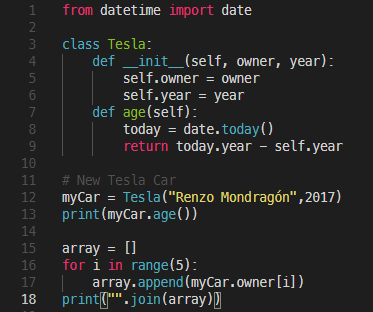 1 from datetime import date
2
3 class Tesla:
4     def __init__(self, owner, year):
5         self.owner = owner
6         self.year = year
7     def age(self):
8         today = date.today()
9         return today.year - self.year
10
11 # New Tesla Car
12 myCar = Tesla("Renzo Mondragón",2017)
13 print(myCar.age())
14
15 array = []
16 for i in range(5):
17     array.append(myCar.owner[i])
18 print("".join(array))